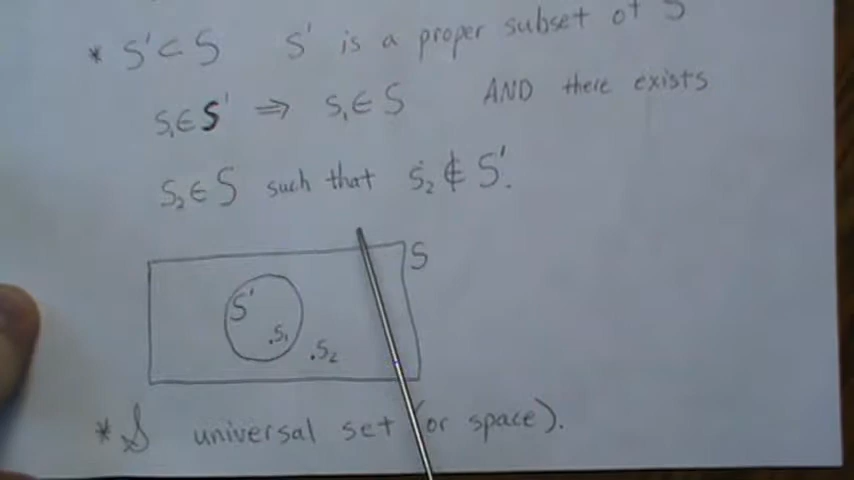 * S' ⊂ S S' is a proper subset of S
s₁ ∈ S' ⇒ s₁ ∈ S AND there exists
s₂ ∈ S such that s₂ ∉ S'.
S
S'
.s₁
.s₂
* 𝒮 universal set (or space).